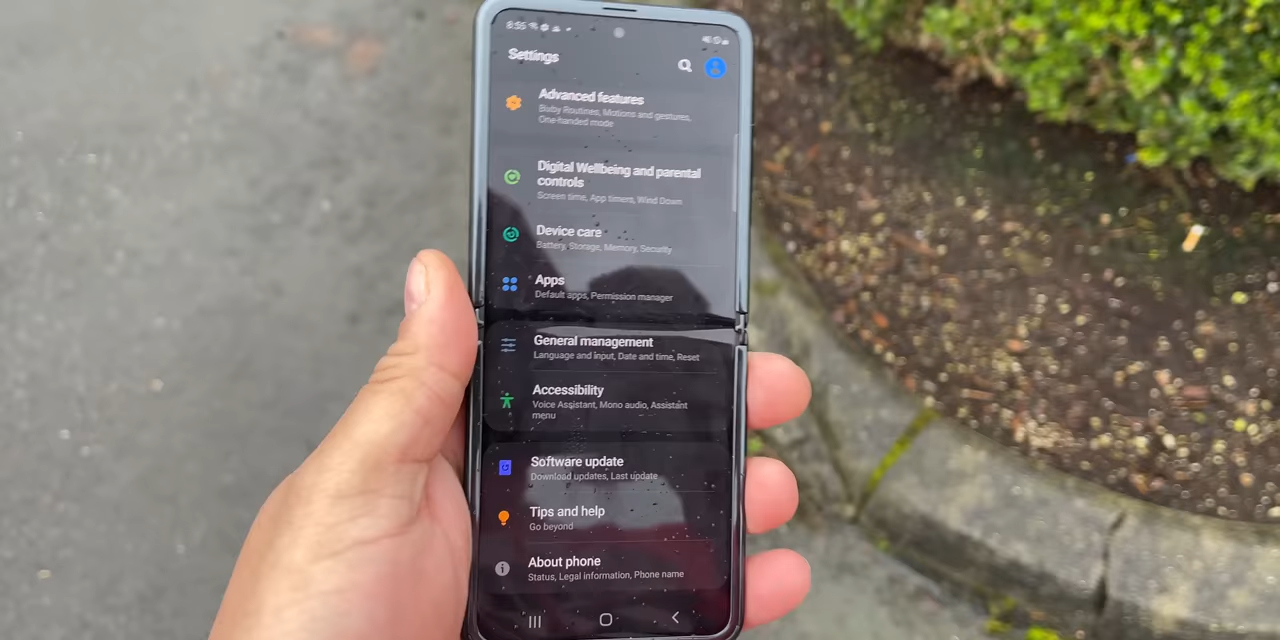 8:55
Settings
Advanced features
Bixby Routines, Motions and gestures,
One-handed mode
Digital Wellbeing and parental
controls
Screen time, App timers, Wind Down
Device care
Battery, Storage, Memory, Security
Apps
Default apps, Permission manager
General management
Language and input, Date and time, Reset
Accessibility
Voice Assistant, Mono audio, Assistant
menu
Software update
Download updates, Last update
Tips and help
Go beyond
About phone
Status, Legal information, Phone name